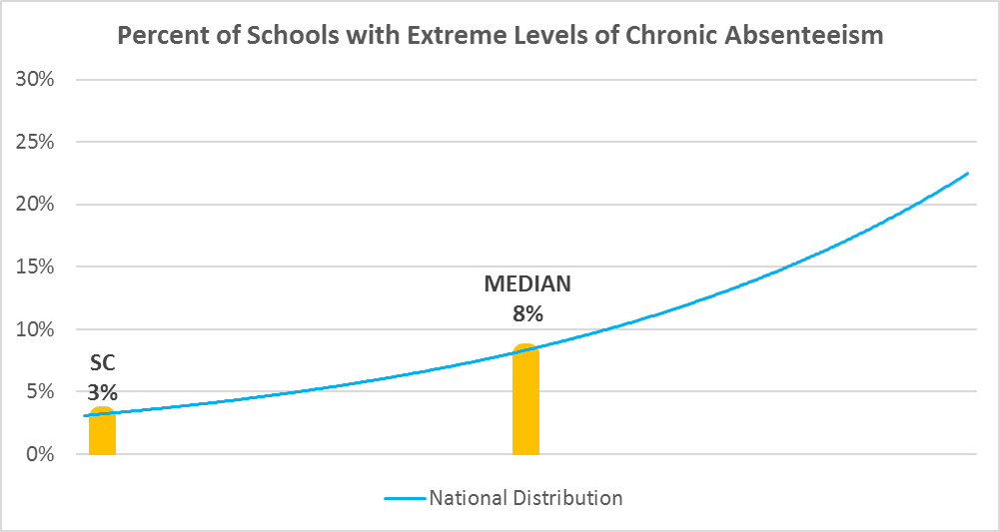 Percent of Schools with Extreme Levels of Chronic Absenteeism
30%
25%
20%
15%
10%
5%
0%
SC
3%
MEDIAN
8%
National Distribution